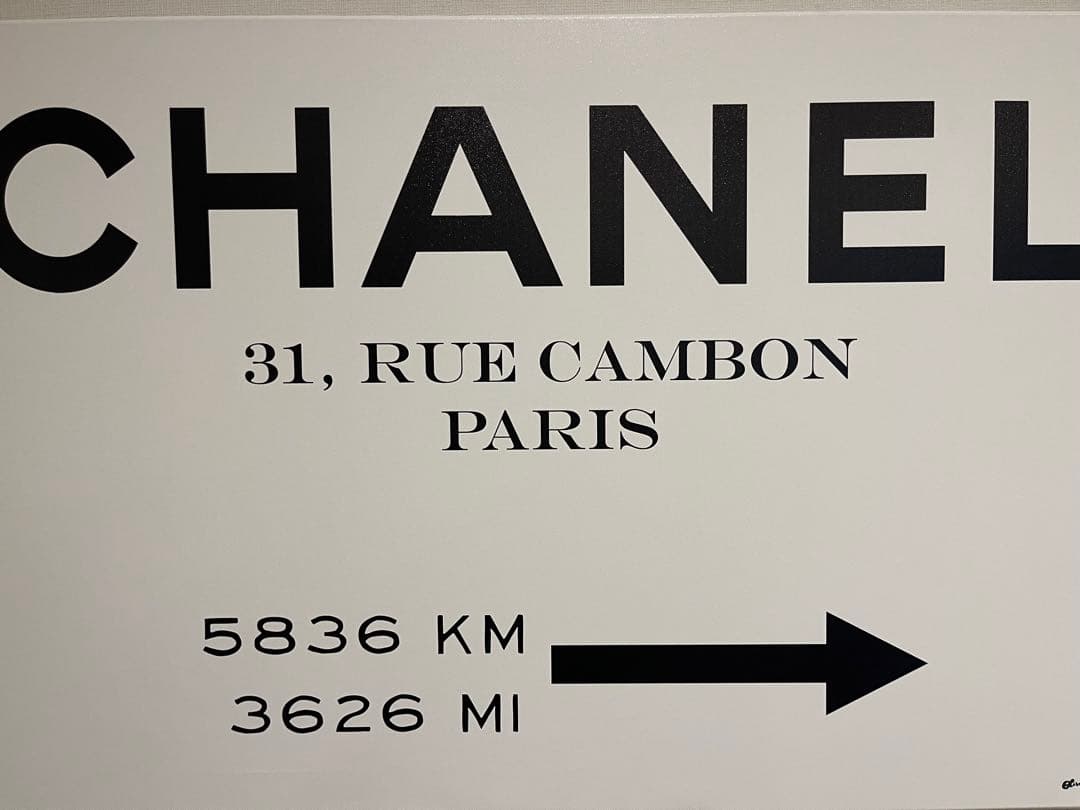 CHANEL
31, RUE CAMBON
PARIS
5836 KM
3626 MI